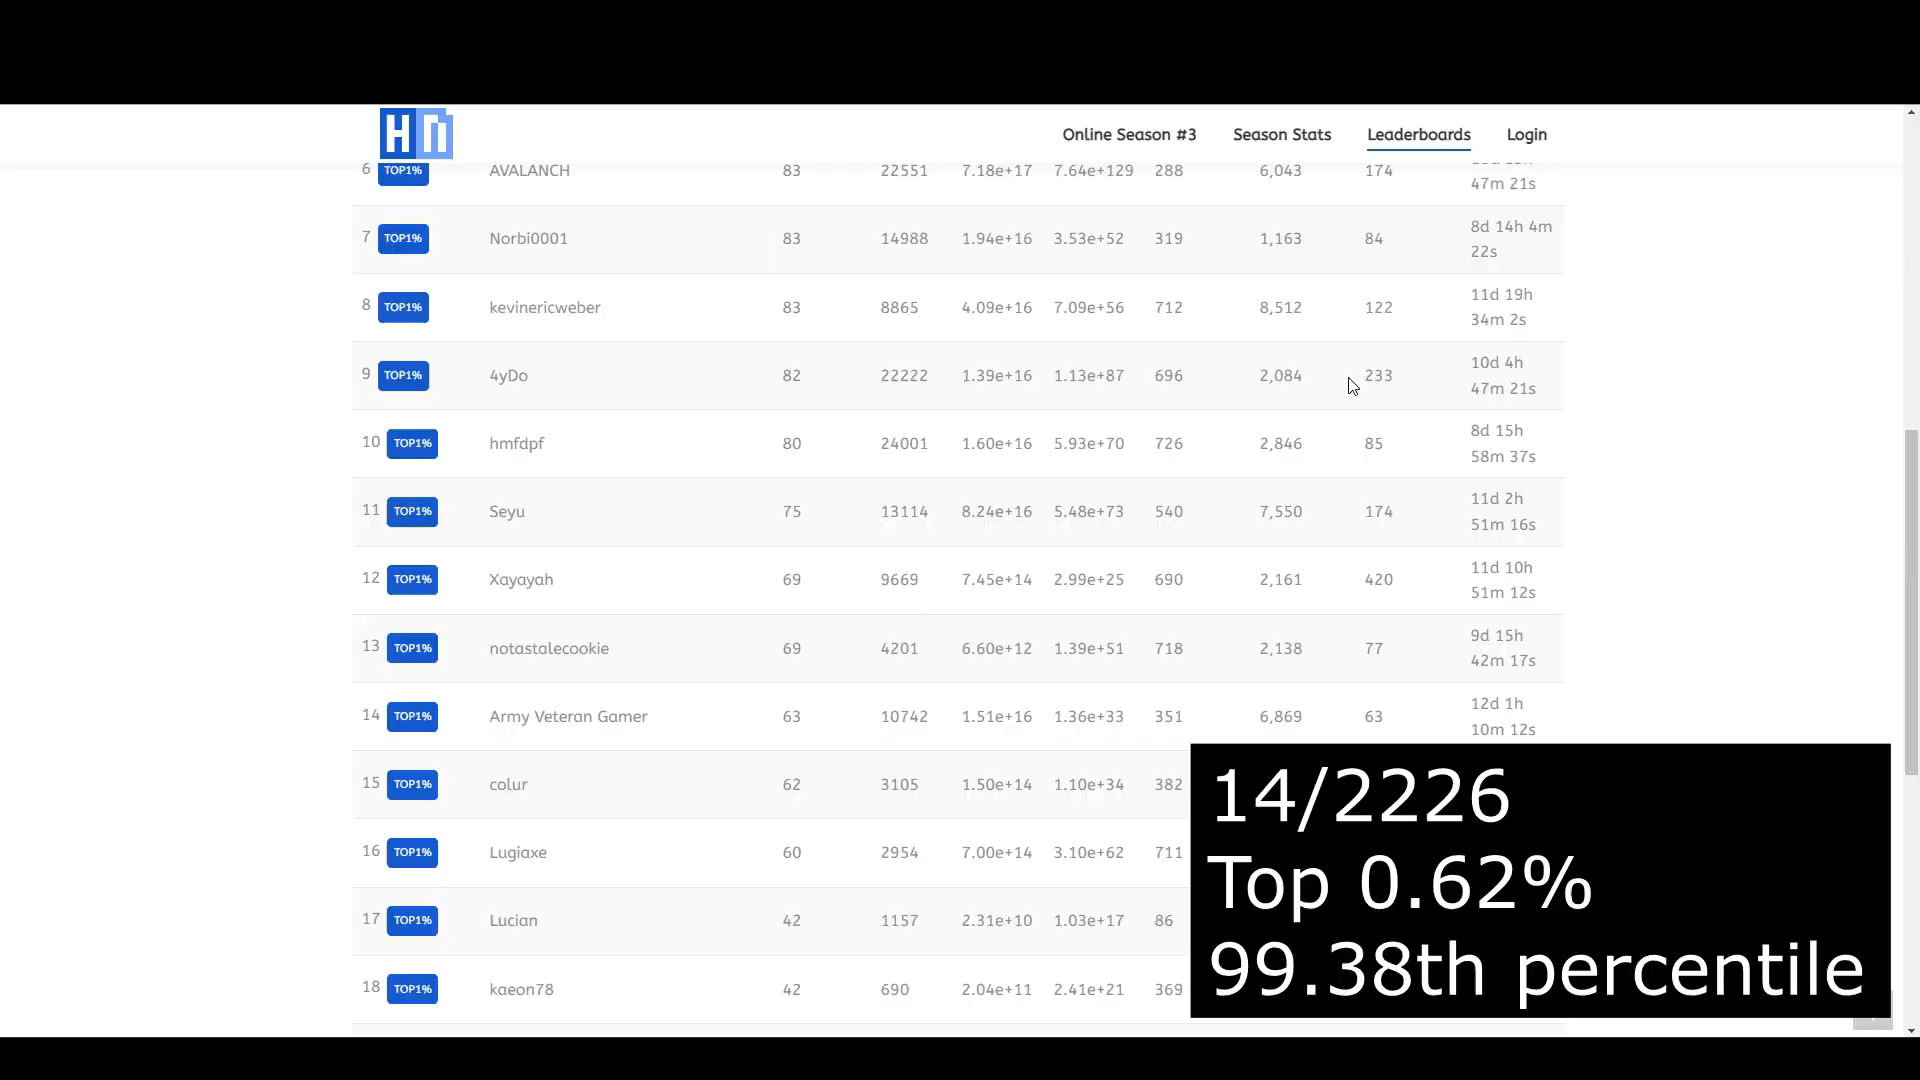 HN
Online Season #3 Season Stats Leaderboards Login
6 TOP1% AVALANCH 83 22551 7.18e+17 7.64e+129 288 6,043 174
47m 21s
7 TOP1% Norbi0001 83 14988 1.94e+16 3.53e+52 319 1,163 84 8d 14h 4m
22s
8 TOP1% kevinericweber 83 8865 4.09e+16 7.09e+56 712 8,512 122 11d 19h
34m 2s
9 TOP1% 4yDo 82 22222 1.39e+16 1.13e+87 696 2,084 233 10d 4h
47m 21s
10 TOP1% hmfdpf 80 24001 1.60e+16 5.93e+70 726 2,846 85 8d 15h
58m 37s
11 TOP1% Seyu 75 13114 8.24e+16 5.48e+73 540 7,550 174 11d 2h
51m 16s
12 TOP1% Xayayah 69 9669 7.45e+14 2.99e+25 690 2,161 420 11d 10h
51m 12s
13 TOP1% notastalecookie 69 4201 6.60e+12 1.39e+51 718 2,138 77 9d 15h
42m 17s
14 TOP1% Army Veteran Gamer 63 10742 1.51e+16 1.36e+33 351 6,869 63 12d 1h
10m 12s
15 TOP1% colur 62 3105 1.50e+14 1.10e+34 382
16 TOP1% Lugiaxe 60 2954 7.00e+14 3.10e+62 711
17 TOP1% Lucian 42 1157 2.31e+10 1.03e+17 86
18 TOP1% kaeon78 42 690 2.04e+11 2.41e+21 369
14/2226
Top 0.62%
99.38th percentile